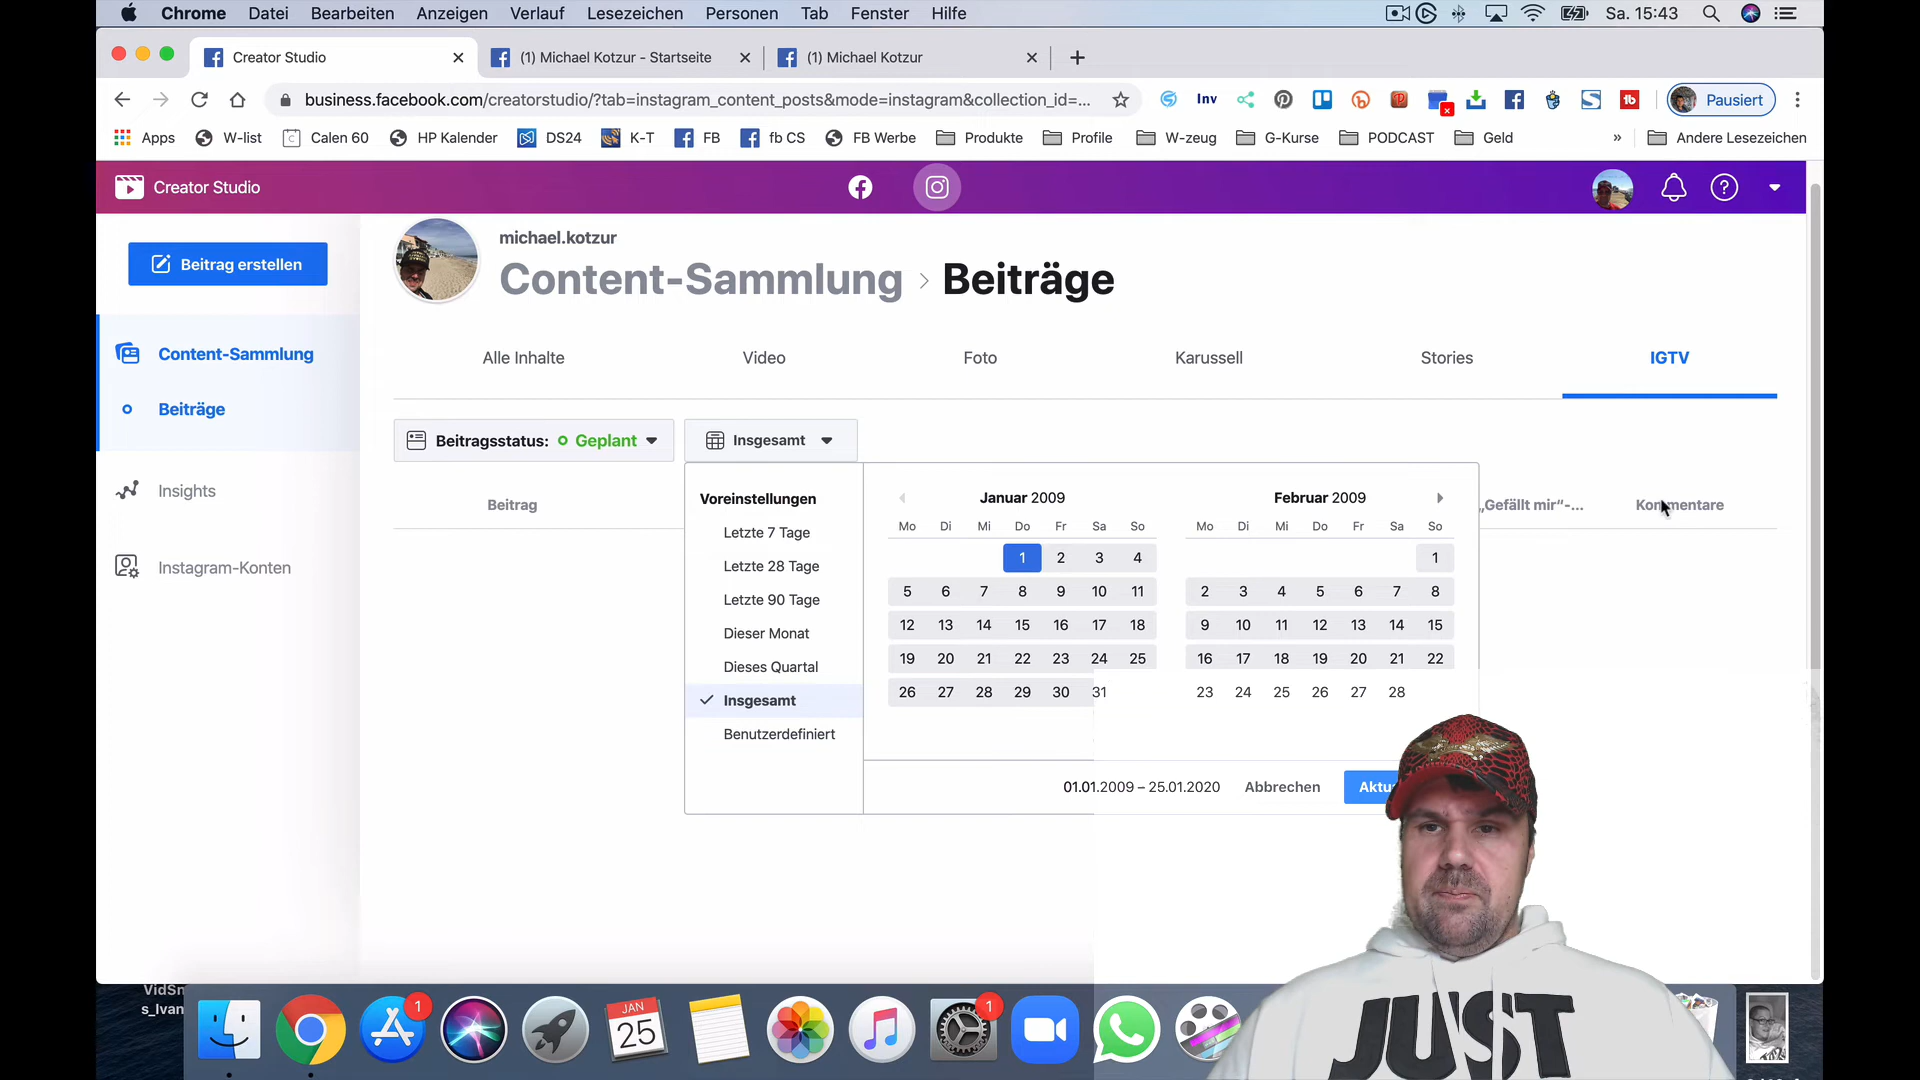 Chrome Datei Bearbeiten Anzeigen Verlauf Lesezeichen Personen Tab Fenster Hilfe Sa. 15:43
Creator Studio (1) Michael Kotzur - Startseite (1) Michael Kotzur
business.facebook.com/creatorstudio/?tab=instagram_content_posts&mode=instagram&collection_id=... Inv Pausiert
Apps W-list Calen 60 HP Kalender DS24 K-T FB fb CS FB Werbe Produkte Profile W-zeug G-Kurse PODCAST Geld » Andere Lesezeichen
Creator Studio
michael.kotzur
Beitrag erstellen
Content-Sammlung > Beiträge
Content-Sammlung
Alle Inhalte Video Foto Karussell Stories IGTV
Beiträge
Beitragsstatus: Geplant Insgesamt
Insights
Beitrag „Gefällt mir“-... Kommentare
Instagram-Konten
Voreinstellungen
Letzte 7 Tage
Letzte 28 Tage
Letzte 90 Tage
Dieser Monat
Dieses Quartal
Insgesamt
Benutzerdefiniert
Januar 2009
Mo Di Mi Do Fr Sa So
1 2 3 4
5 6 7 8 9 10 11
12 13 14 15 16 17 18
19 20 21 22 23 24 25
26 27 28 29 30 31
Februar 2009
Mo Di Mi Do Fr Sa So
1
2 3 4 5 6 7 8
9 10 11 12 13 14 15
16 17 18 19 20 21 22
23 24 25 26 27 28
01.01.2009 – 25.01.2020 Abbrechen Aktu
s_Ivan
1
JAN
25
1
JUST